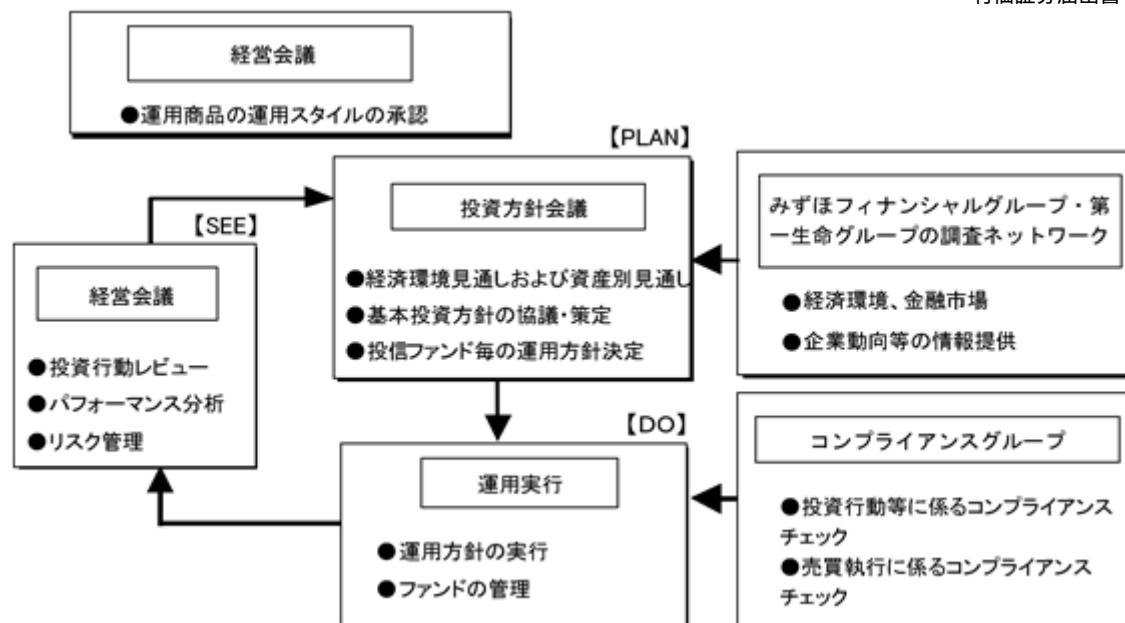 経営会議
●運用商品の運用スタイルの承認
【PLAN】
投資方針会議
●経済環境見通しおよび資産別見通し
●基本投資方針の協議・策定
●投信ファンド毎の運用方針決定
みずほフィナンシャルグループ・第
一生命グループの調査ネットワーク
●経済環境、金融市場
●企業動向等の情報提供
【SEE】
経営会議
●投資行動レビュー
●パフォーマンス分析
●リスク管理
【DO】
運用実行
●運用方針の実行
●ファンドの管理
コンプライアンスグループ
●投資行動等に係るコンプライアンス
チェック
●売買執行に係るコンプライアンス
チェック